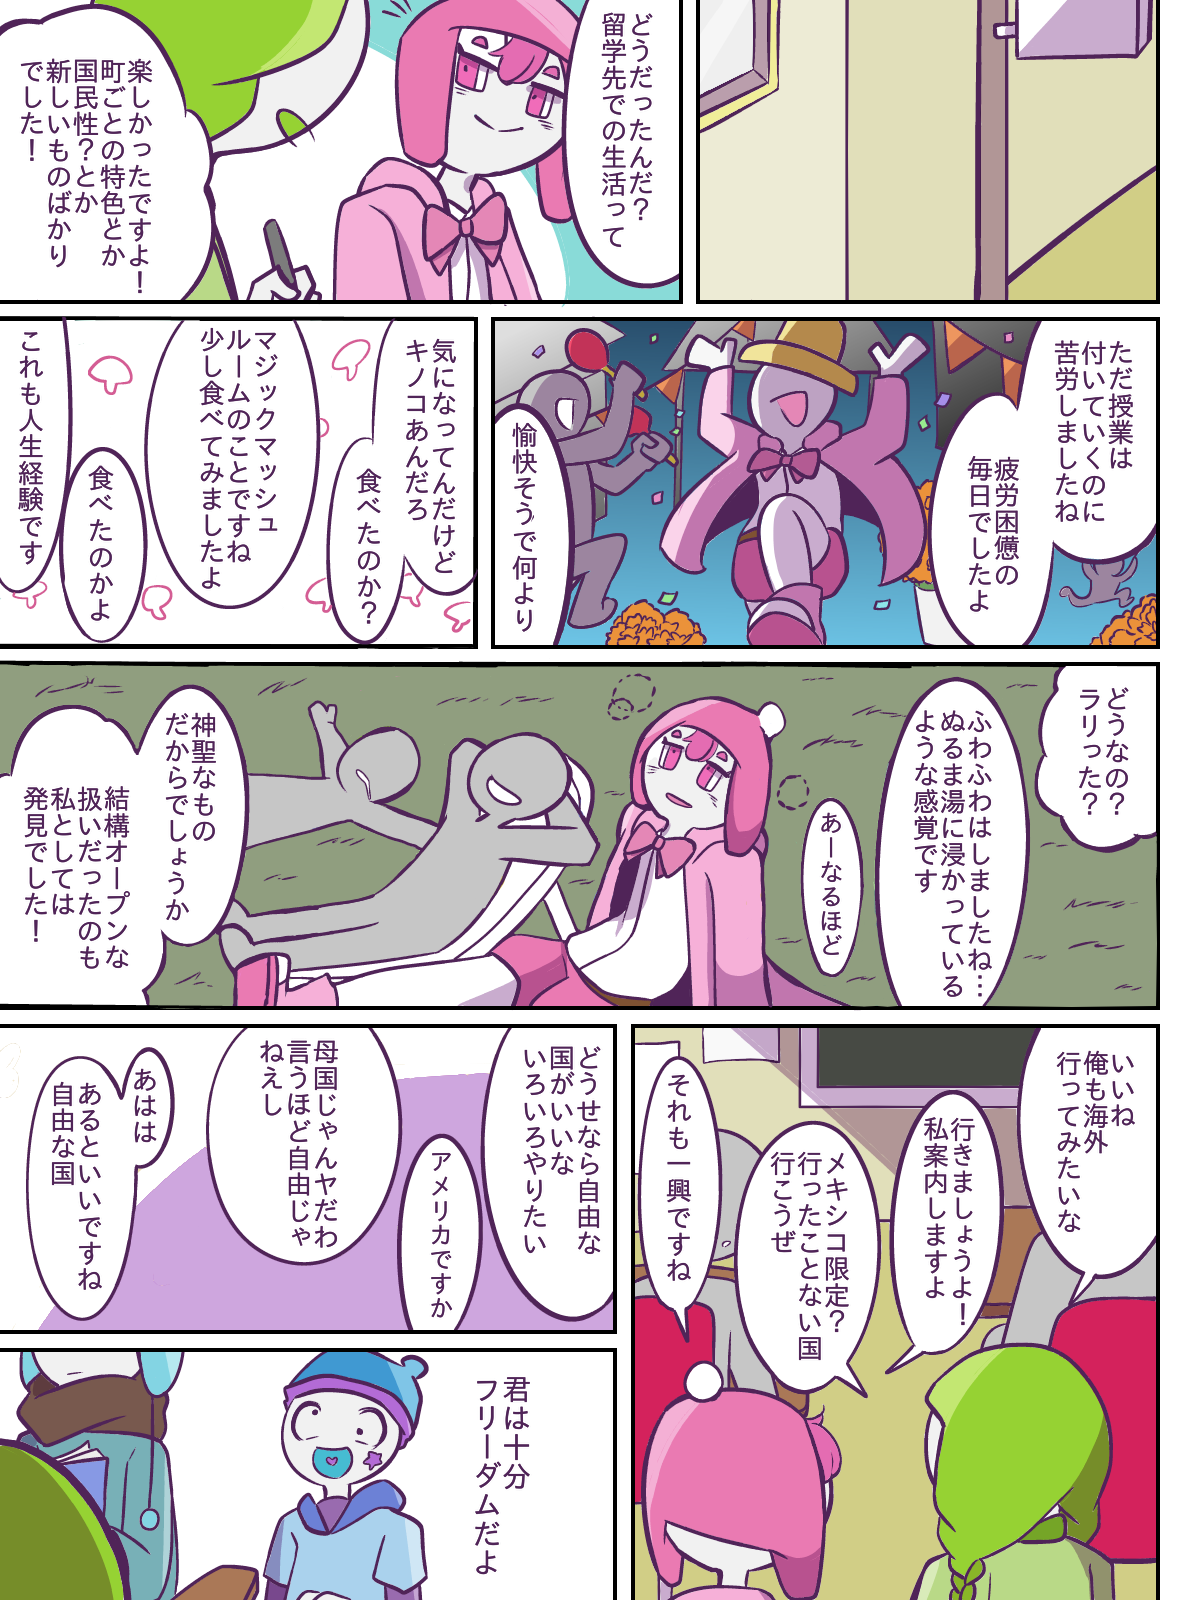 どうだったんだ?
留学先での生活って
楽しかったですよ!
町ごとの特色とか
国民性?とか
新しいものばかり
でした!
ただ授業は
付いていくのに
苦労しましたね
疲労困憊の
毎日でしたよ
愉快そうで何より
気になってんだけど
キノコあんだろ
食べたのか?
マジックマッシュ
ルームのことですね
少し食べてみましたよ
食べたのかよ
これも人生経験です
どうなの?
ラリった?
ふわふわはしましたね…
ぬるま湯に浸かっている
ような感覚です
あーなるほど
神聖なもの
だからでしょうか
結構オープンな
扱いだったのも
私としては
発見でした!
いいね
俺も海外
行ってみたいな
行きましょうよ!
私案内しますよ
メキシコ限定?
行ったことない国
行こうぜ
それも一興ですね
どうせなら自由な
国がいいな
いろいろやりたい
アメリカですか
母国じゃんヤだわ
言うほど自由じゃ
ねえし
あはは
あるといいですね
自由な国
君は十分
フリーダムだよ